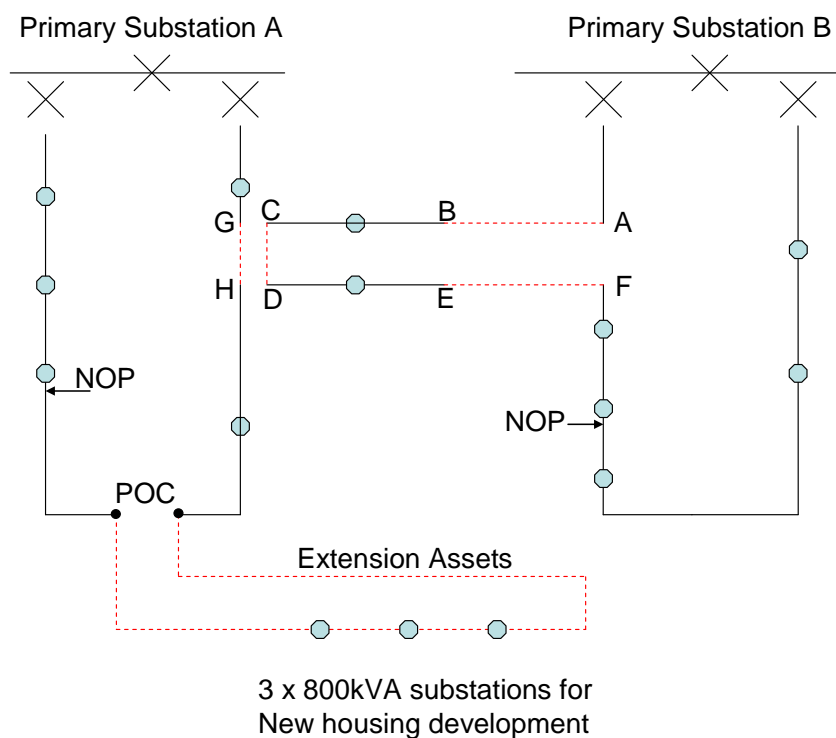 Primary Substation A
Primary Substation B
G
C
B
A
H
D
E
F
NOP
NOP
POC
Extension Assets
3 x 800kVA substations for
New housing development